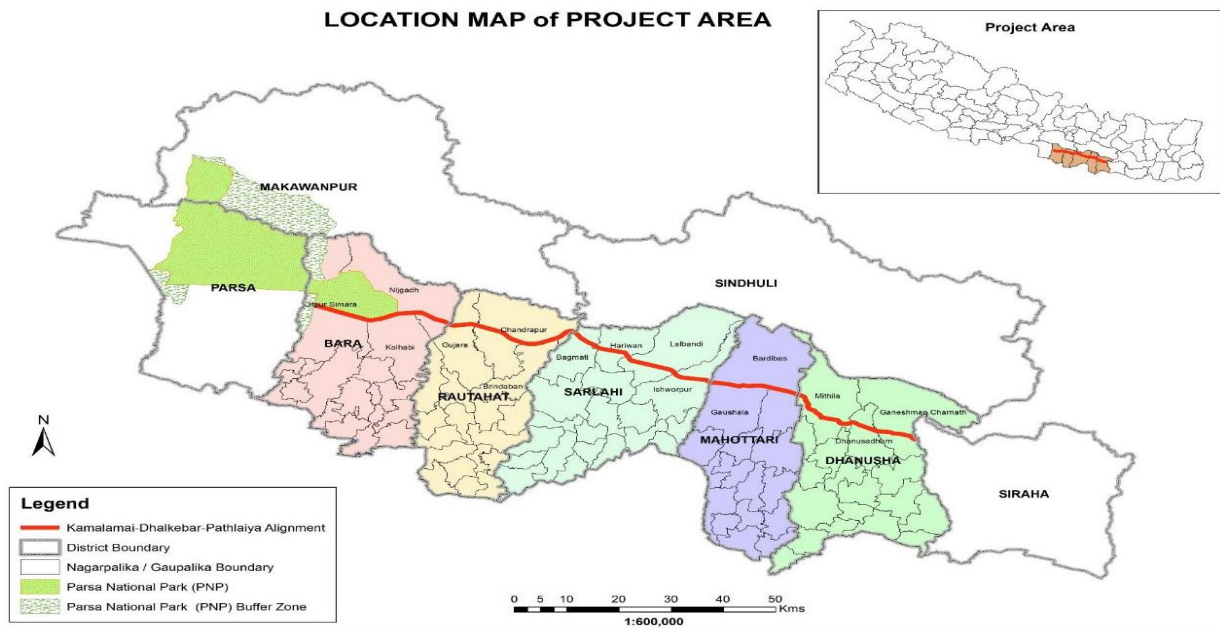 LOCATION MAP of PROJECT AREA
Project Area
MAKAWANPUR
PARSA
Nijgadh
Simara
BARA
Kolhabi
Gujara
Chandrapur
Brindaban
RAUTAHAT
SINDHULI
Bagmati
Hariwan
Lalbandi
Ishworpur
SARLAHI
Bardibas
Gaushala
MAHOTTARI
Mithila
Ganeshman Charnath
Dhanusadham
DHANUSHA
SIRAHA
N
Legend
Kamalamai-Dhalkebar-Pathlaiya Alignment
District Boundary
Nagarpalika / Gaupalika Boundary
Parsa National Park (PNP)
Parsa National Park (PNP) Buffer Zone
0 5 10 20 30 40 50
Kms
1:600,000